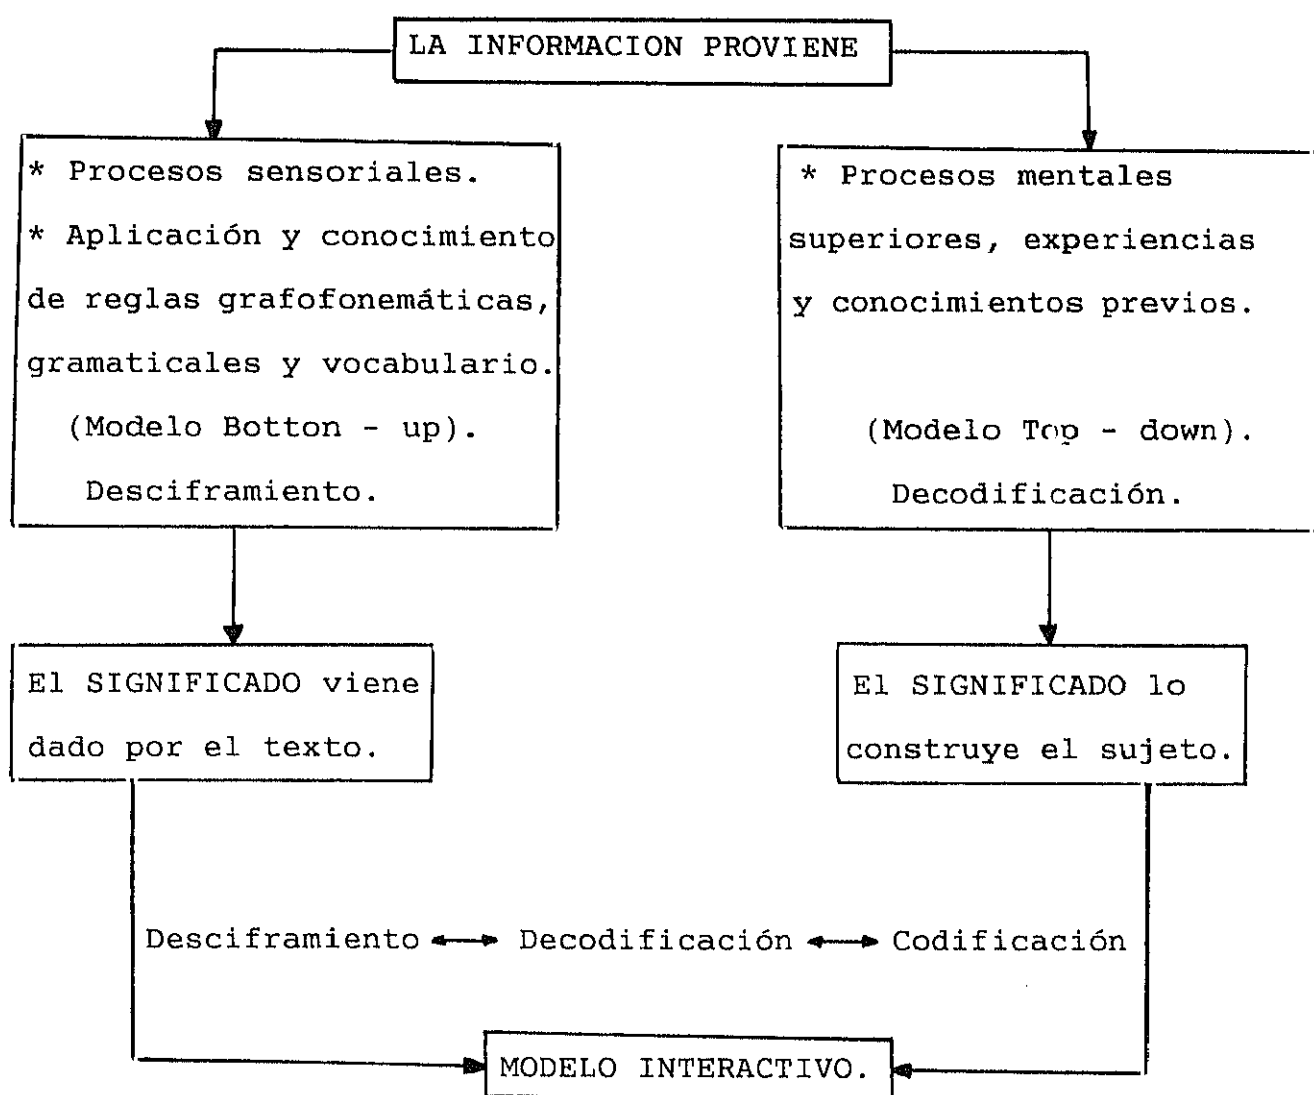 LA INFORMACION PROVIENE
* Procesos sensoriales.
* Aplicación y conocimiento
de reglas grafofonemáticas,
gramaticales y vocabulario.
(Modelo Botton - up).
Desciframiento.
* Procesos mentales
superiores, experiencias
y conocimientos previos.
(Modelo Top - down).
Decodificación.
El SIGNIFICADO viene
dado por el texto.
El SIGNIFICADO lo
construye el sujeto.
Desciframiento ↔ Decodificación ↔ Codificación
MODELO INTERACTIVO.